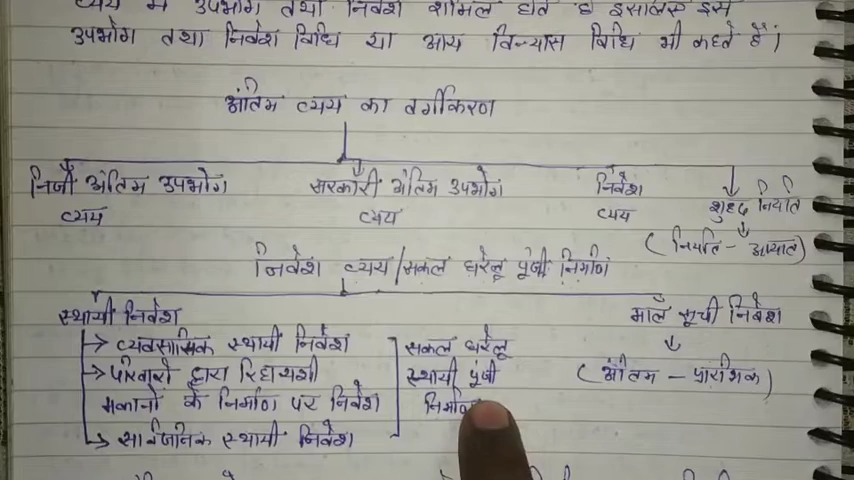 व्यय में उपभोग तथा निवेश शामिल होते हैं इसलिए इसे
उपभोग तथा निवेश विधि या आय विन्यास विधि भी कहते हैं।
अंतिम व्यय का वर्गीकरण
निजी अंतिम उपभोग व्यय
सरकारी अंतिम उपभोग व्यय
निवेश व्यय
शुद्ध निर्यात
(निर्यात - आयात)
निवेश व्यय/सकल घरेलू पूंजी निर्माण
स्थायी निवेश
माल सूची निवेश
→ व्यवसायिक स्थायी निवेश
→ परिवारों द्वारा रिहायशी
मकानों के निर्माण पर निवेश
→ सार्वजनिक स्थायी निवेश
सकल घरेलू
स्थायी पूंजी
निर्माण
(अंतिम - प्रारंभिक)